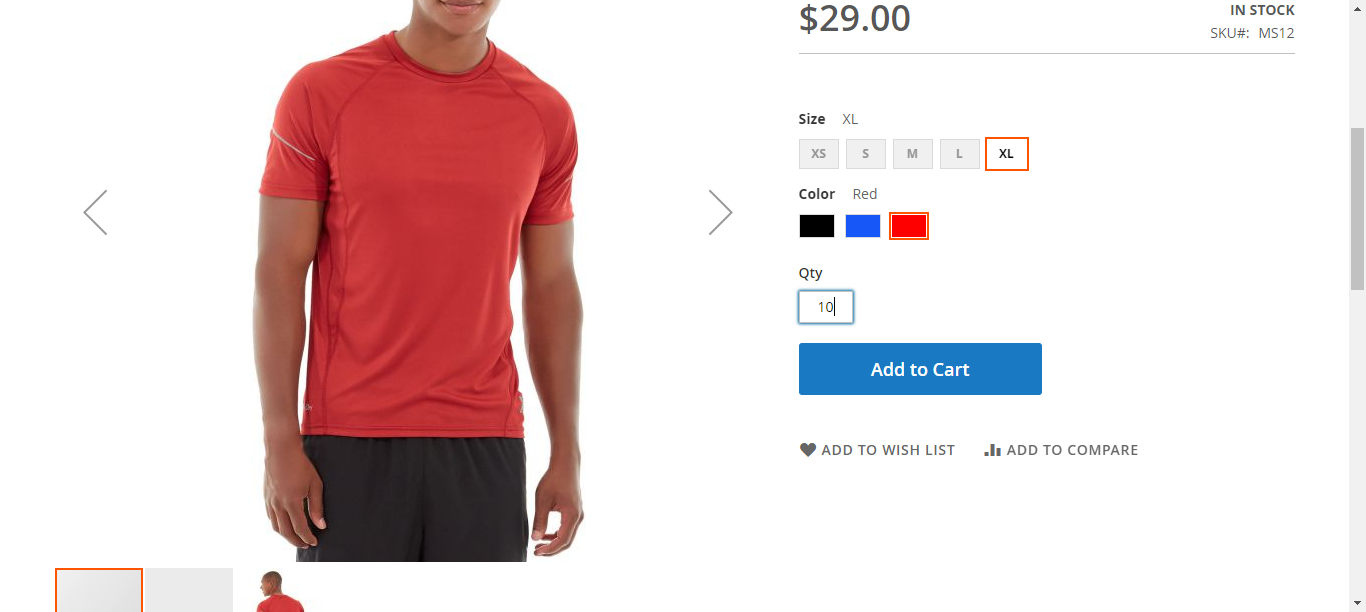 $29.00
IN STOCK
SKU#: MS12
Size XL
XS S M L XL
Color Red
Qty
10
Add to Cart
ADD TO WISH LIST ADD TO COMPARE